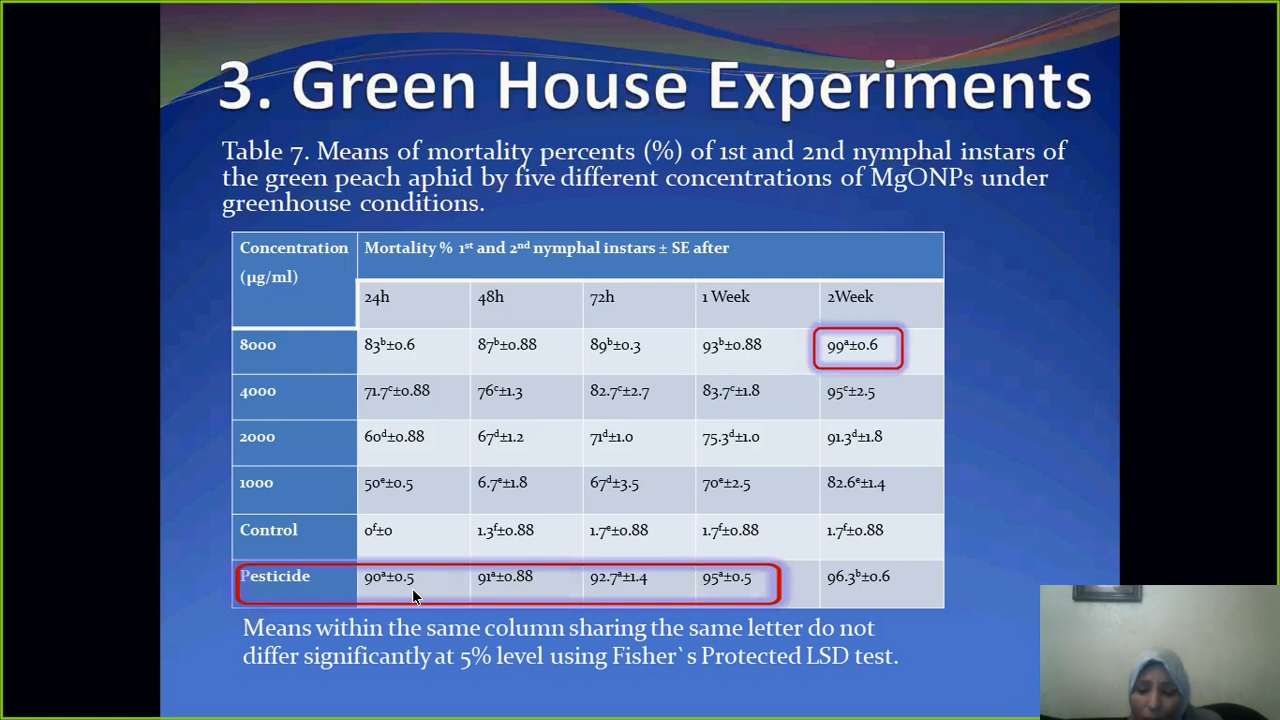 3. Green House Experiments
Table 7. Means of mortality percents (%) of 1st and 2nd nymphal instars of
the green peach aphid by five different concentrations of MgONPs under
greenhouse conditions.
Concentration (µg/ml) Mortality % 1st and 2nd nymphal instars ± SE after
24h 48h 72h 1 Week 2Week
8000 83ᵇ±0.6 87ᵇ±0.88 89ᵇ±0.3 93ᵇ±0.88 99ᵃ±0.6
4000 71.7ᶜ±0.88 76ᶜ±1.3 82.7ᶜ±2.7 83.7ᶜ±1.8 95ᶜ±2.5
2000 60ᵈ±0.88 67ᵈ±1.2 71ᵈ±1.0 75.3ᵈ±1.0 91.3ᵈ±1.8
1000 50ᵉ±0.5 6.7ᵉ±1.8 67ᵈ±3.5 70ᵉ±2.5 82.6ᵉ±1.4
Control 0ᶠ±0 1.3ᶠ±0.88 1.7ᵉ±0.88 1.7ᶠ±0.88 1.7ᶠ±0.88
Pesticide 90ᵃ±0.5 91ᵃ±0.88 92.7ᵃ±1.4 95ᵃ±0.5 96.3ᵇ±0.6
Means within the same column sharing the same letter do not
differ significantly at 5% level using Fisher`s Protected LSD test.